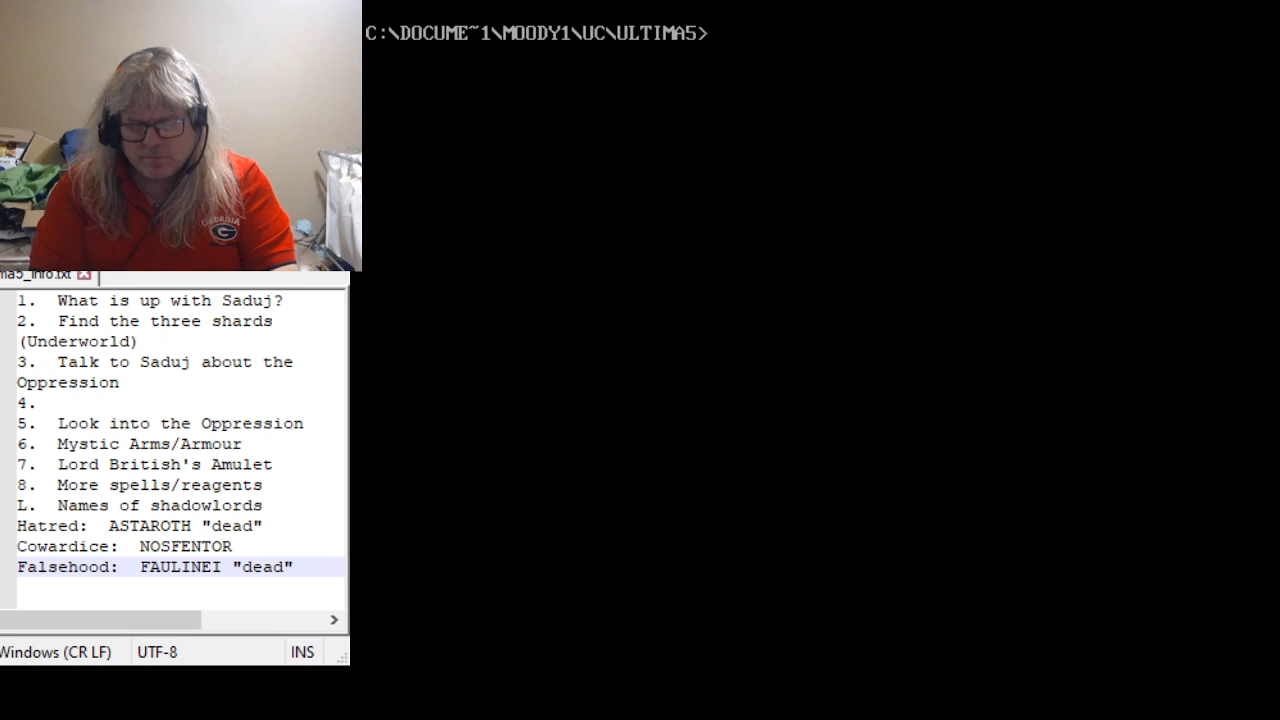 C:\DOCUME~1\MOODY1\UC\ULTIMA5>
GEORGIA
G
ma5_info.txt
1. What is up with Saduj?
2. Find the three shards
(Underworld)
3. Talk to Saduj about the
Oppression
4.
5. Look into the Oppression
6. Mystic Arms/Armour
7. Lord British's Amulet
8. More spells/reagents
L. Names of shadowlords
Hatred: ASTAROTH "dead"
Cowardice: NOSFENTOR
Falsehood: FAULINEI "dead"
Windows (CR LF)
UTF-8
INS